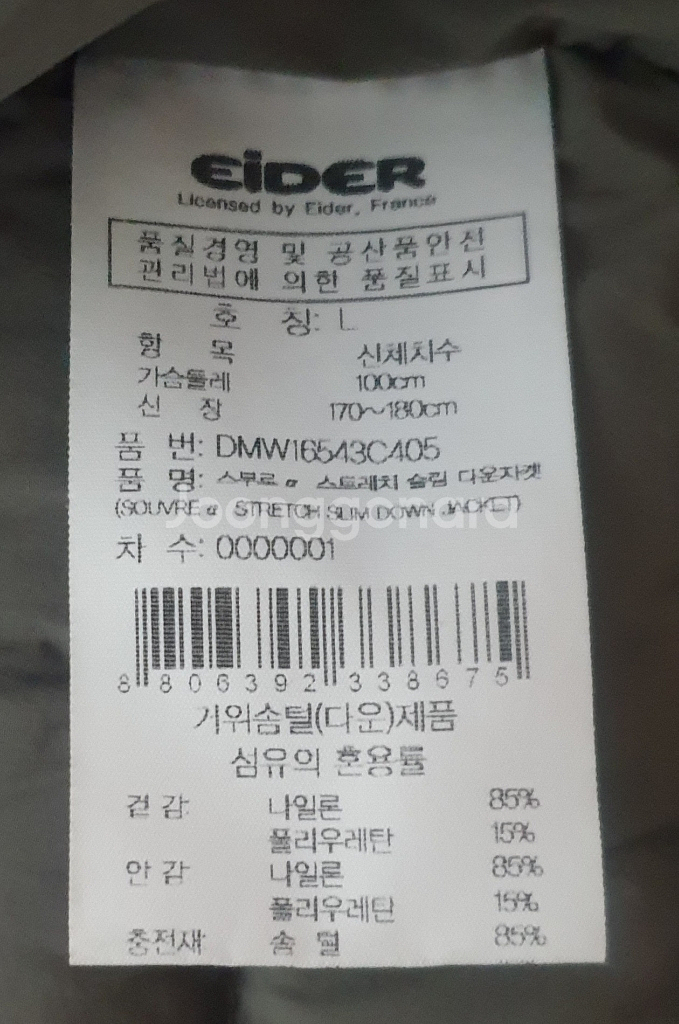 EIDER
Licensed by Eider, France
품질경영 및 공산품안전
관리법에 의한 품질표시
호 칭: L
항 목 신체치수
가슴둘레 100cm
신 장 170~180cm
품 번: DMW16543C405
품 명: 스부르 α 스트레치 슬림 다운자켓
(SOUVRE α STRETCH SLIM DOWN JACKET)
joonggonara
차 수: 0000001
8 806392 338675
거위솜털(다운)제품
섬유의 혼용률
겉감 나일론 85%
폴리우레탄 15%
안감 나일론 85%
폴리우레탄 15%
충전재 솜털 85%